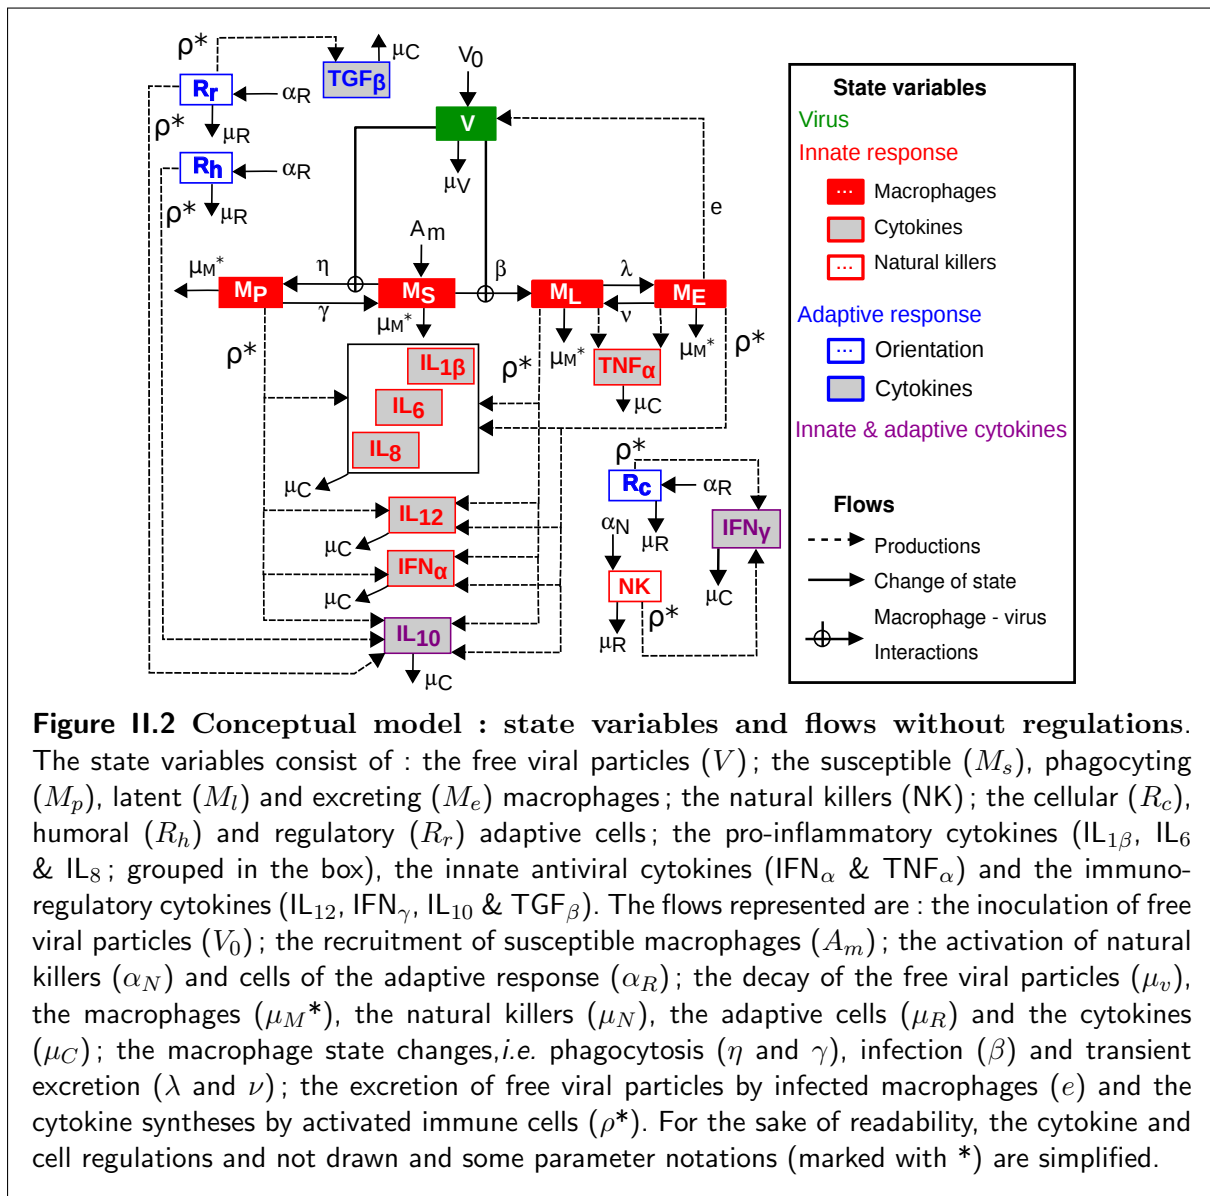 ρ*
μC
V0
TGFβ
Rr
αR
ρ*
μR
V
Rh
αR
μV
ρ*
μR
e
Am
μM*
η
β
λ
MP
MS
ML
ME
γ
ν
μM*
μM*
μM*
ρ*
ρ*
ρ*
IL1β
TNFα
IL6
μC
IL8
μC
ρ*
Rc
αR
IL12
αN
IFNγ
μC
μR
IFNα
NK
μC
μC
ρ*
IL10
μR
μC
State variables
Virus
Innate response
... Macrophages
Cytokines
... Natural killers
Adaptive response
... Orientation
Cytokines
Innate & adaptive cytokines
Flows
Productions
Change of state
Macrophage - virus
Interactions
Figure II.2 Conceptual model : state variables and flows without regulations.
The state variables consist of : the free viral particles (V) ; the susceptible (Ms), phagocyting
(Mp), latent (Ml) and excreting (Me) macrophages ; the natural killers (NK) ; the cellular (Rc),
humoral (Rh) and regulatory (Rr) adaptive cells ; the pro-inflammatory cytokines (IL1β, IL6
& IL8 ; grouped in the box), the innate antiviral cytokines (IFNα & TNFα) and the immuno-
regulatory cytokines (IL12, IFNγ, IL10 & TGFβ). The flows represented are : the inoculation of free
viral particles (V0) ; the recruitment of susceptible macrophages (Am) ; the activation of natural
killers (αN) and cells of the adaptive response (αR) ; the decay of the free viral particles (μv),
the macrophages (μM*), the natural killers (μN), the adaptive cells (μR) and the cytokines
(μC) ; the macrophage state changes,i.e. phagocytosis (η and γ), infection (β) and transient
excretion (λ and ν) ; the excretion of free viral particles by infected macrophages (e) and the
cytokine syntheses by activated immune cells (ρ*). For the sake of readability, the cytokine and
cell regulations and not drawn and some parameter notations (marked with *) are simplified.